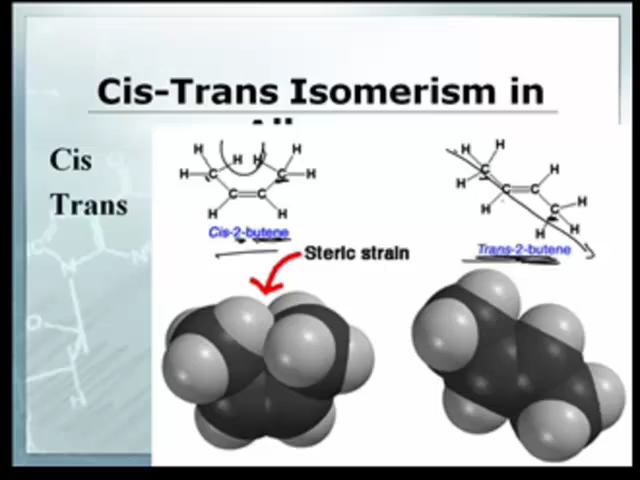 Cis-Trans Isomerism in
Cis
Trans
H H H H
H C C H
C=C
H H
Cis-2-butene
H H
H C
C=C H
H C H
H H
Trans-2-butene
Steric strain